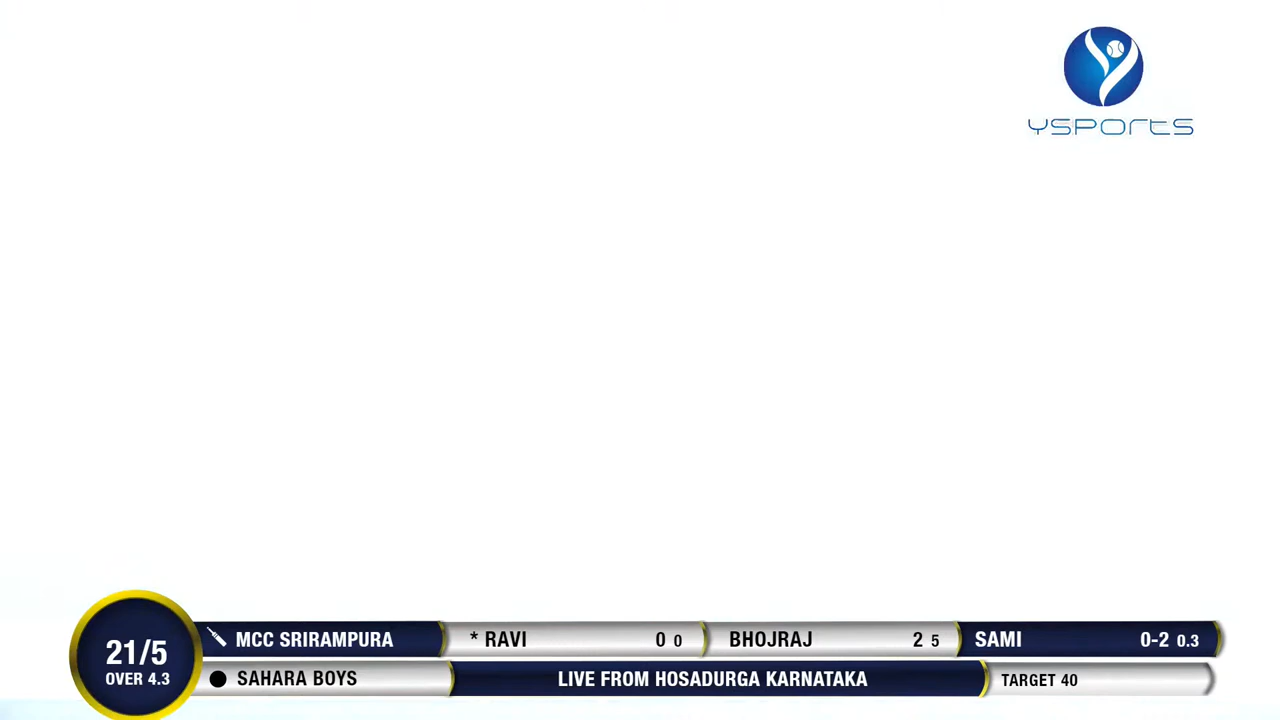 YSPORTS
21/5
OVER 4.3
MCC SRIRAMPURA * RAVI 0 0 BHOJRAJ 2 5 SAMI 0-2 0.3
SAHARA BOYS LIVE FROM HOSADURGA KARNATAKA TARGET 40